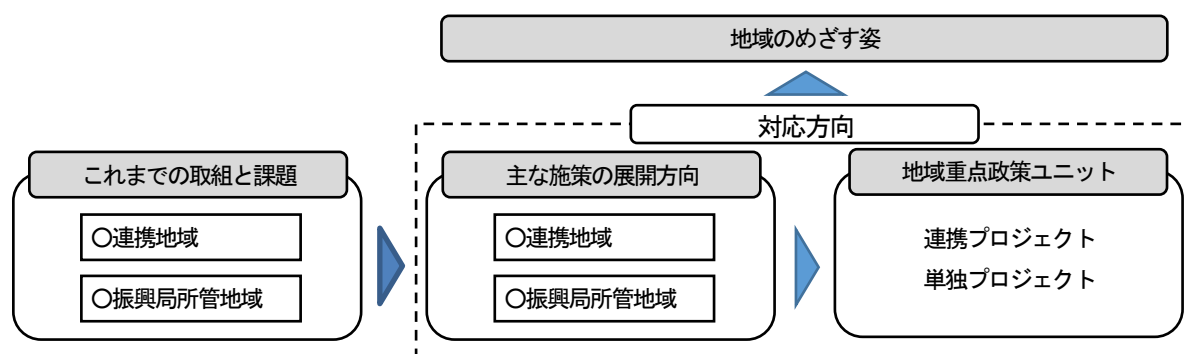 地域のめざす姿
対応方向
これまでの取組と課題
○連携地域
○振興局所管地域
主な施策の展開方向
○連携地域
○振興局所管地域
地域重点政策ユニット
連携プロジェクト
単独プロジェクト